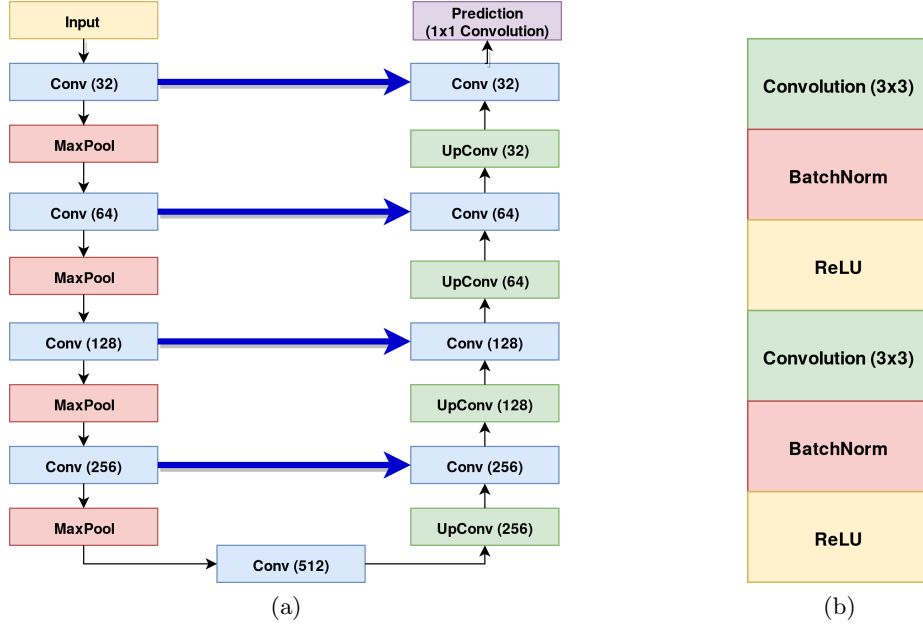 Input
Conv (32)
MaxPool
Conv (64)
MaxPool
Conv (128)
MaxPool
Conv (256)
MaxPool
Conv (512)
UpConv (256)
Conv (256)
UpConv (128)
Conv (128)
UpConv (64)
Conv (64)
UpConv (32)
Conv (32)
Prediction
(1x1 Convolution)
(a)
Convolution (3x3)
BatchNorm
ReLU
Convolution (3x3)
BatchNorm
ReLU
(b)